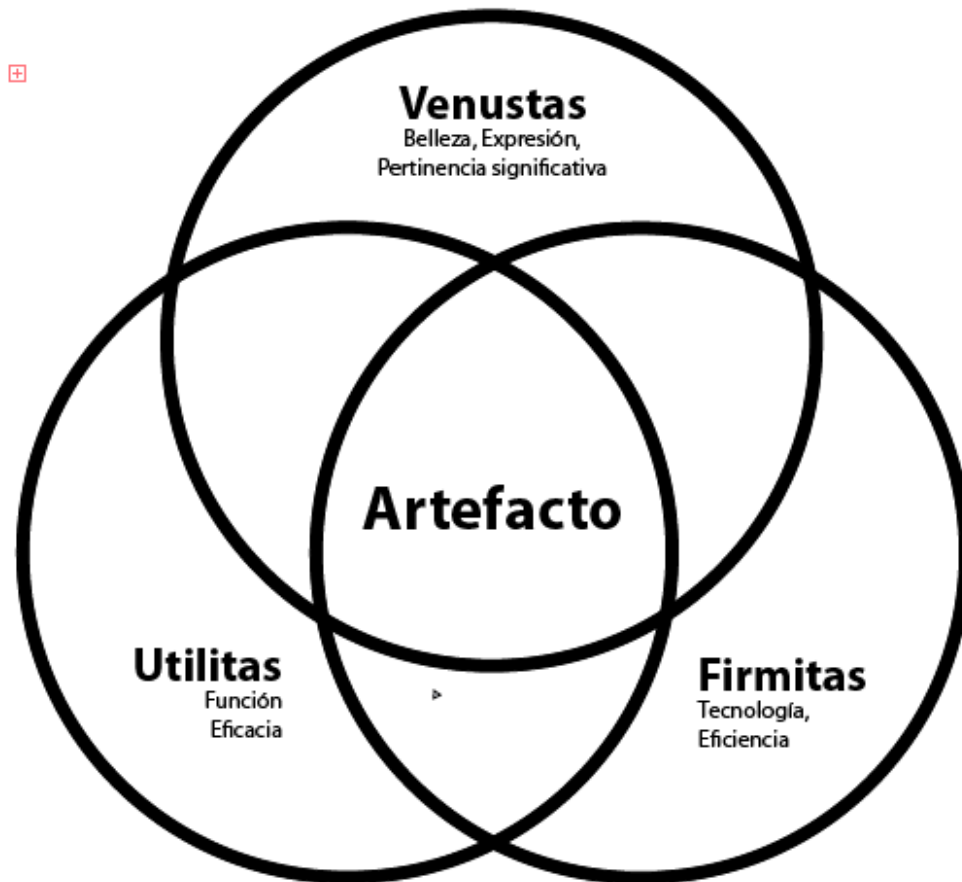 Venustas
Belleza, Expresión,
Pertinencia significativa
Artefacto
Utilitas
Función
Eficacia
Firmitas
Tecnología,
Eficiencia